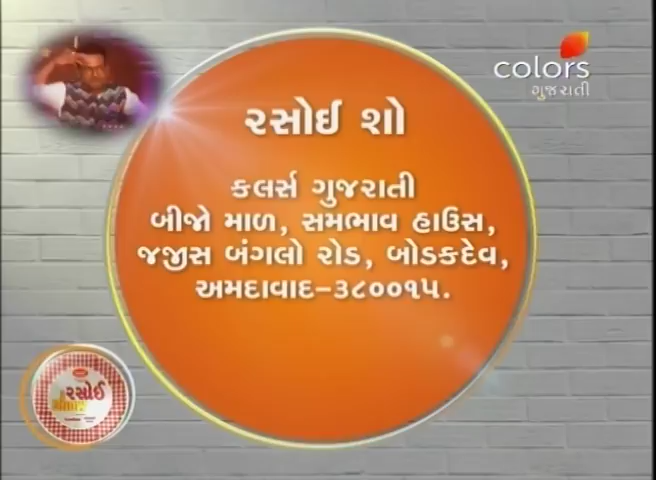 colors
ગુજરાતી
રસોઈ શો
કલર્સ ગુજરાતી
બીજો માળ, સમભાવ હાઉસ,
જજીસ બંગલો રોડ, બોડકદેવ,
અમદાવાદ-૩૮૦૦૧૫.
રસોઈ